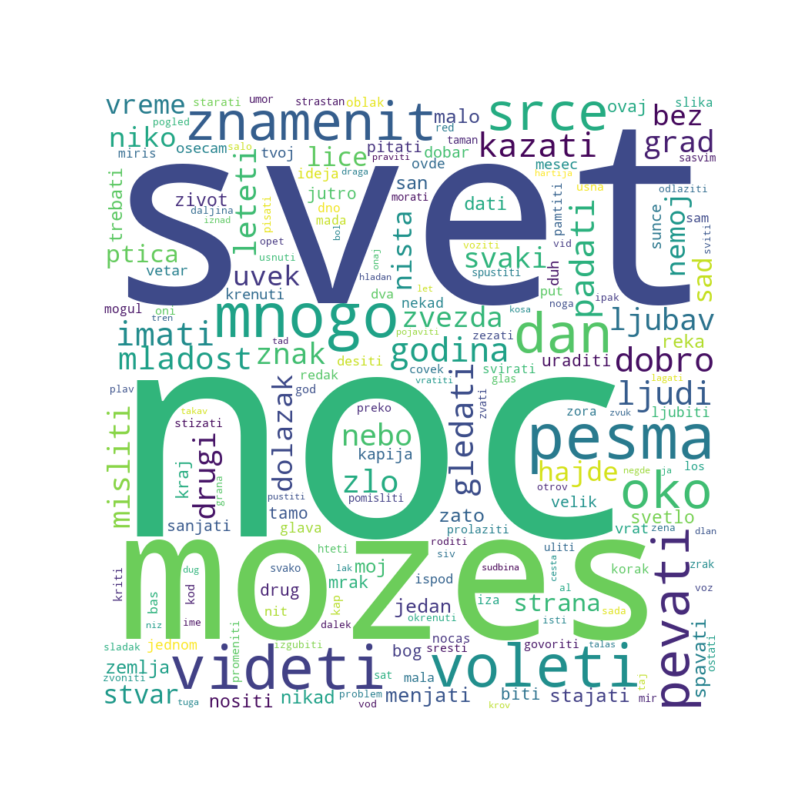 vreme starati umor strastan oblak ovaj slika
znamenit srce bez
pogled red taman
niko osecam tvoj salo praviti pitati malo dobar kazati grad
miris lice ideja draga ovde mesec sasvim
trebati leteti san morati usna hartija odlaziti
zivot jutro dati pamtiti sunce sam sviti
daljina pisati dno mada
iznad opet bol nista svaki padati nemoj
ptica usnuti onaj voziti vid
vetar uvek hladan spustiti duh sad
svet
krenuti dva let nekad put noga ipak
mogul oni mnogo zvezda kosa dan ljubav
tren tad pojaviti zezati
imati godina uraditi reka
mladost znak desiti covek svirati dobro
redak vratiti glas lagati
plav god zvati ljudi
noc
takav dolazak preko gledati zora zvuk ljubiti
stizati nebo kapija pesma
misliti drugi hajde negde ja los
kraj zlo otrov oko
grana pustiti pomisliti velik svetlo dlan
sanjati tamo glava zato prolaziti vrat zena
mozes
hteti roditi siv uliti pevati
kriti dug svako lak moj mrak ispod sudbina cesta al korak zrak
bas kod drug kap jedan iza strana voz
niz ime nit dalek okrenuti isti sada
sladak jednom izgubiti nocas govoriti talas spavati ostati
zemlja promeniti videti bog sresti voleti
zvoniti sat mala taj
stvar tuga nositi nikad problem menjati biti stajati mir
vod krov